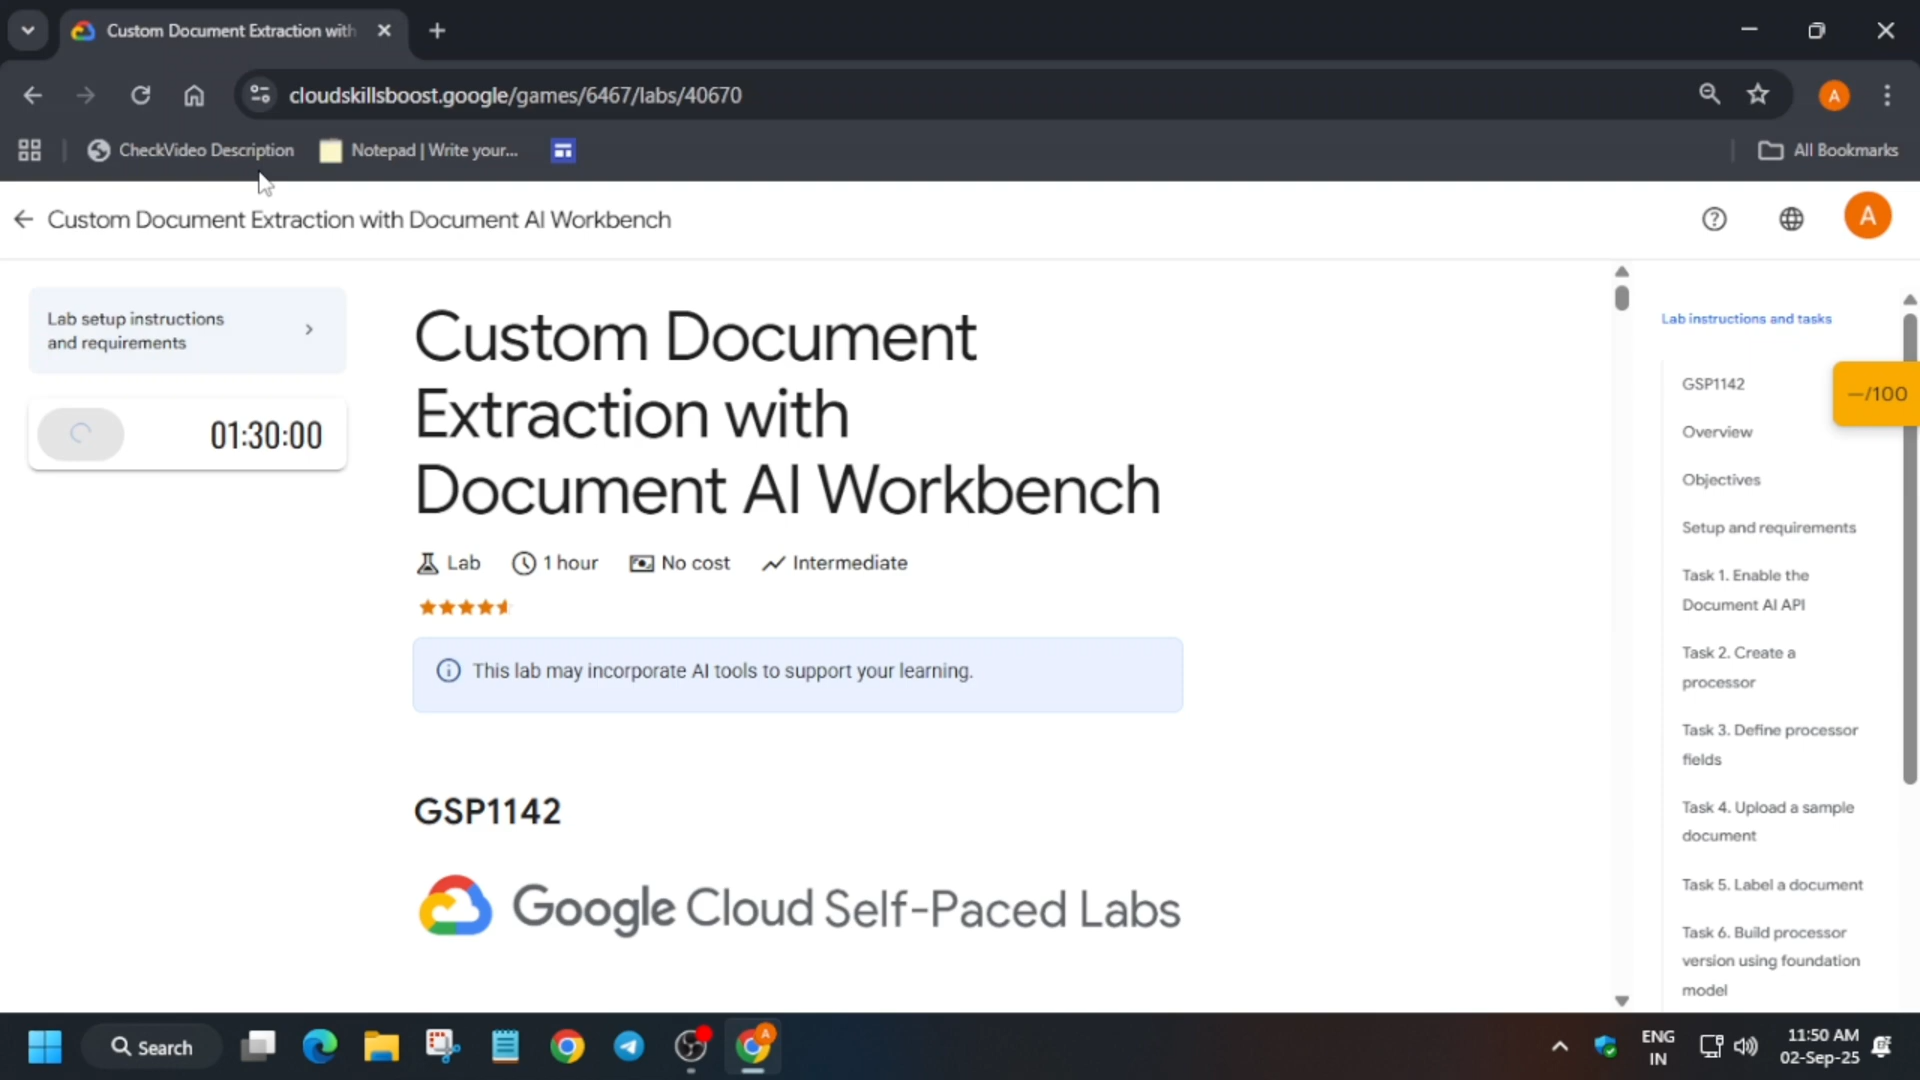 Custom Document Extraction with
cloudskillsboost.google/games/6467/labs/40670
A
CheckVideo Description
Notepad | Write your...
All Bookmarks
Custom Document Extraction with Document AI Workbench
A
Lab setup instructions
and requirements
01:30:00
Custom Document
Extraction with
Document AI Workbench
Lab
1 hour
No cost
Intermediate
This lab may incorporate AI tools to support your learning.
GSP1142
Google Cloud Self-Paced Labs
Lab instructions and tasks
GSP1142
—/100
Overview
Objectives
Setup and requirements
Task 1. Enable the
Document AI API
Task 2. Create a
processor
Task 3. Define processor
fields
Task 4. Upload a sample
document
Task 5. Label a document
Task 6. Build processor
version using foundation
model
Search
A
ENG
IN
11:50 AM
02-Sep-25